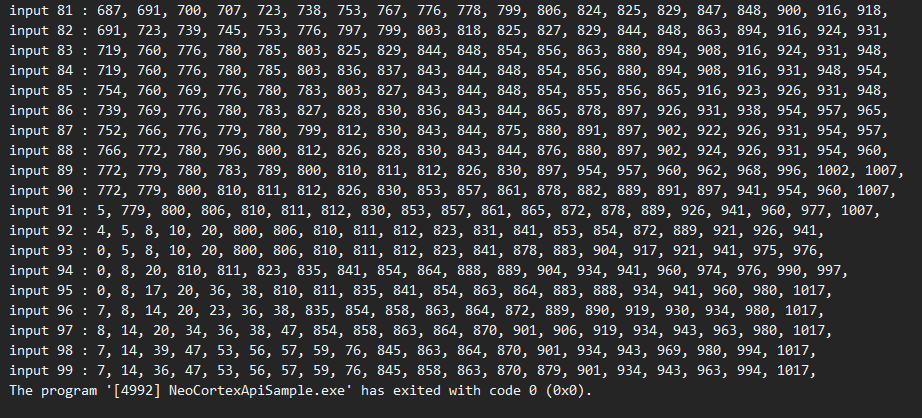 input 81 : 687, 691, 700, 707, 723, 738, 753, 767, 776, 778, 799, 806, 824, 825, 829, 847, 848, 900, 916, 918,
input 82 : 691, 723, 739, 745, 753, 776, 797, 799, 803, 818, 825, 827, 829, 844, 848, 863, 894, 916, 924, 931,
input 83 : 719, 760, 776, 780, 785, 803, 825, 829, 844, 848, 854, 856, 863, 880, 894, 908, 916, 924, 931, 948,
input 84 : 719, 760, 776, 780, 785, 803, 836, 837, 843, 844, 848, 854, 856, 880, 894, 908, 916, 931, 948, 954,
input 85 : 754, 760, 769, 776, 780, 783, 803, 827, 843, 844, 848, 854, 855, 856, 865, 916, 923, 926, 931, 948,
input 86 : 739, 769, 776, 780, 783, 827, 828, 830, 836, 843, 844, 865, 878, 897, 926, 931, 938, 954, 957, 965,
input 87 : 752, 766, 776, 779, 780, 799, 812, 830, 843, 844, 875, 880, 891, 897, 902, 922, 926, 931, 954, 957,
input 88 : 766, 772, 780, 796, 800, 812, 826, 828, 830, 843, 844, 876, 880, 897, 902, 924, 926, 931, 954, 960,
input 89 : 772, 779, 780, 783, 789, 800, 810, 811, 812, 826, 830, 897, 954, 957, 960, 962, 968, 996, 1002, 1007,
input 90 : 772, 779, 800, 810, 811, 812, 826, 830, 853, 857, 861, 878, 882, 889, 891, 897, 941, 954, 960, 1007,
input 91 : 5, 779, 800, 806, 810, 811, 812, 830, 853, 857, 861, 865, 872, 878, 889, 926, 941, 960, 977, 1007,
input 92 : 4, 5, 8, 10, 20, 800, 806, 810, 811, 812, 823, 831, 841, 853, 854, 872, 889, 921, 926, 941,
input 93 : 0, 5, 8, 10, 20, 800, 806, 810, 811, 812, 823, 841, 878, 883, 904, 917, 921, 941, 975, 976,
input 94 : 0, 8, 20, 810, 811, 823, 835, 841, 854, 864, 888, 889, 904, 934, 941, 960, 974, 976, 990, 997,
input 95 : 0, 8, 17, 20, 36, 38, 810, 811, 835, 841, 854, 863, 864, 883, 888, 934, 941, 960, 980, 1017,
input 96 : 7, 8, 14, 20, 23, 36, 38, 835, 854, 858, 863, 864, 872, 889, 890, 919, 930, 934, 980, 1017,
input 97 : 8, 14, 20, 34, 36, 38, 47, 854, 858, 863, 864, 870, 901, 906, 919, 934, 943, 963, 980, 1017,
input 98 : 7, 14, 39, 47, 53, 56, 57, 59, 76, 845, 863, 864, 870, 901, 934, 943, 969, 980, 994, 1017,
input 99 : 7, 14, 36, 47, 53, 56, 57, 59, 76, 845, 858, 863, 870, 879, 901, 934, 943, 963, 994, 1017,
The program '[4992] NeoCortexApiSample.exe' has exited with code 0 (0x0).